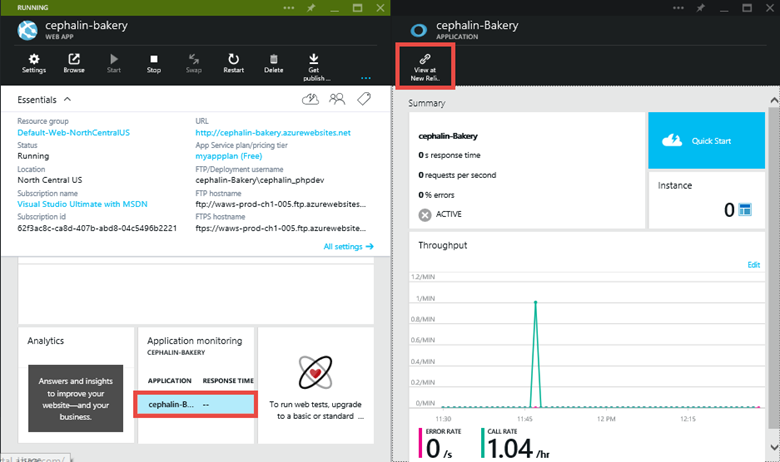 RUNNING
cephalin-bakery
WEB APP
Settings
Browse
Start
Stop
Swap
Restart
Delete
Get
publish ...
Essentials
Resource group
Default-Web-NorthCentralUS
Status
Running
Location
North Central US
Subscription name
Visual Studio Ultimate with MSDN
Subscription id
62f3ac8c-ca8d-407b-abd8-04c5496b2221
URL
http://cephalin-bakery.azurewebsites.net
App Service plan/pricing tier
myappplan (Free)
FTP/Deployment username
cephalin-Bakery\cephalin_phpdev
FTP hostname
ftp://waws-prod-ch1-005.ftp.azurewebsites...
FTPS hostname
ftps://waws-prod-ch1-005.ftp.azurewebsite...
All settings
Analytics
Answers and insights
to improve your
website—and your
business.
Application monitoring
CEPHALIN-BAKERY
APPLICATION RESPONSE TIME
cephalin-B... --
To run web tests, upgrade
to a basic or standard ...
cephalin-Bakery
APPLICATION
View at
New Reli..
Summary
cephalin-Bakery
0 s response time
0 requests per second
0 % errors
ACTIVE
Quick Start
Instance
0
Throughput
Edit
1.2/MIN
1/MIN
0.8/MIN
0.6/MIN
0.4/MIN
0.2/MIN
0/MIN
11:30 11:45 12 PM 12:15
ERROR RATE
0 /s
CALL RATE
1.04 /hr